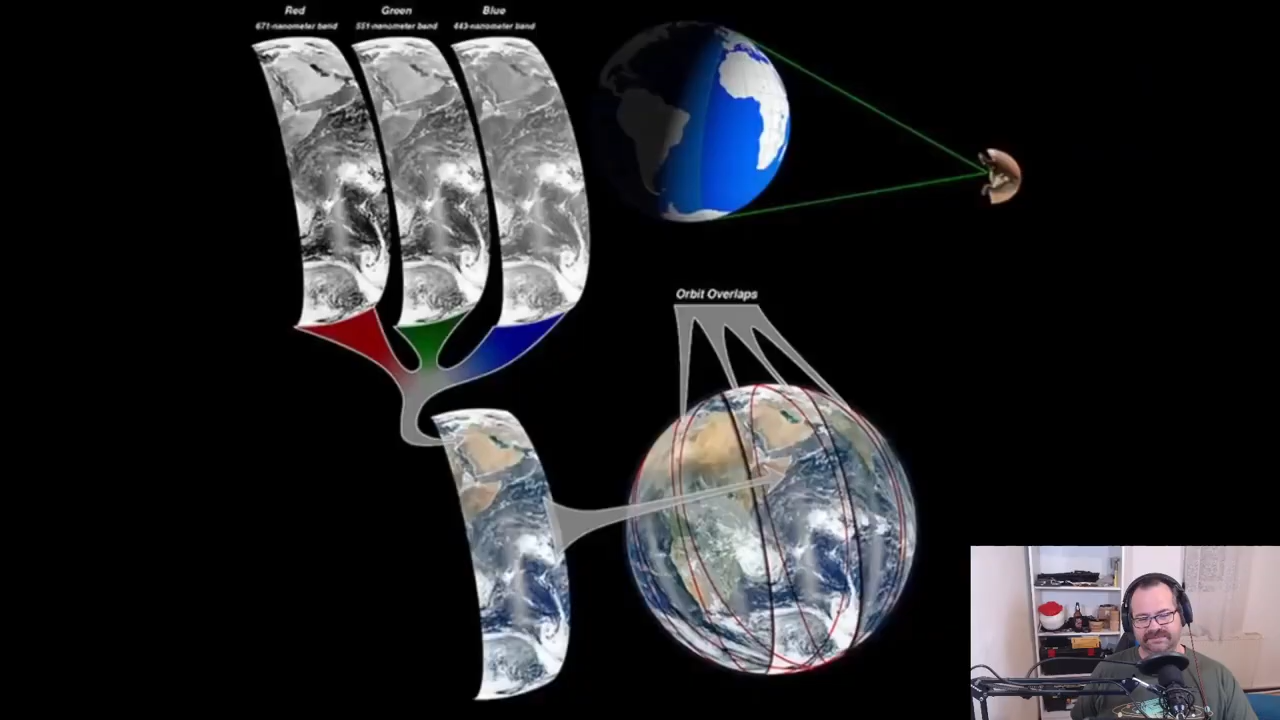 Red
671-nanometer band
Green
551-nanometer band
Blue
443-nanometer band
Orbit Overlaps